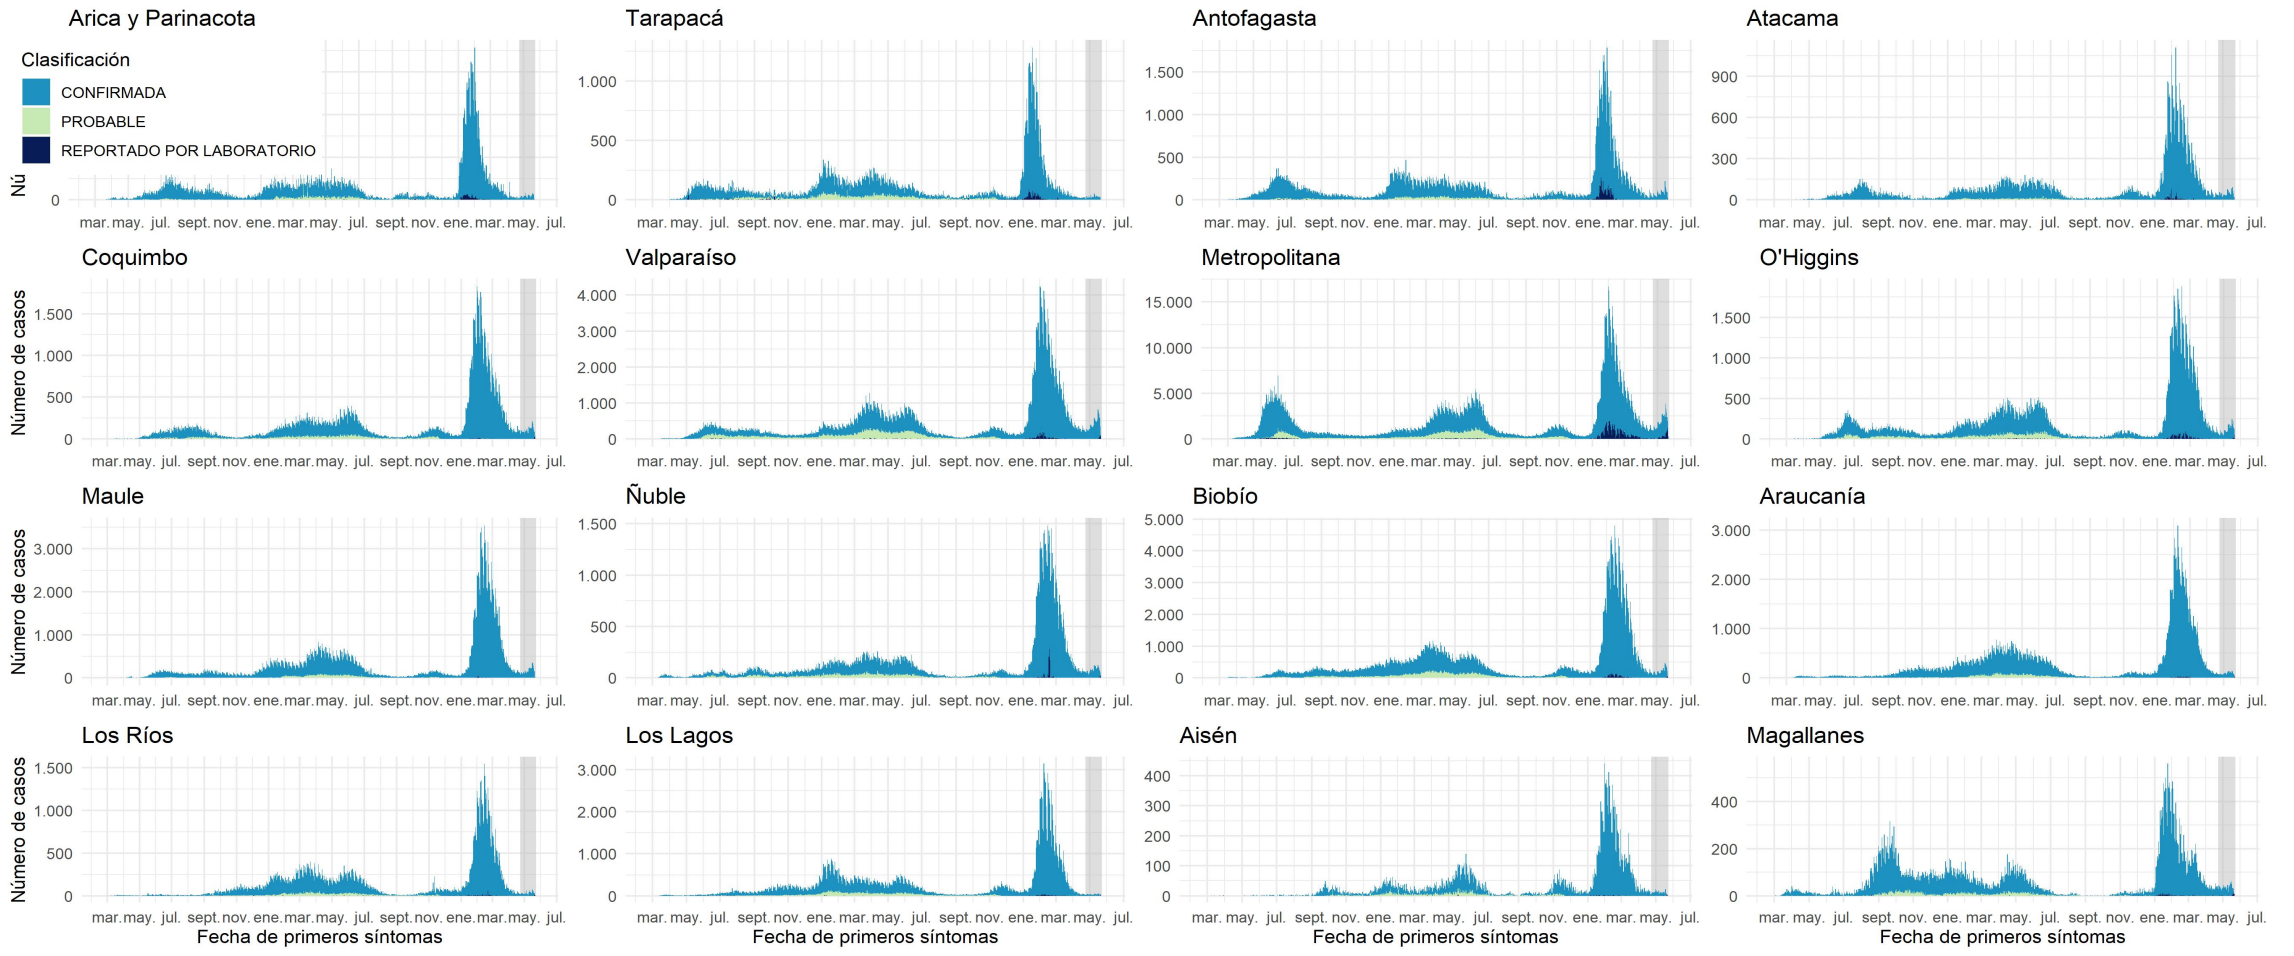 Arica y Parinacota
Clasificación
CONFIRMADA
PROBABLE
REPORTADO POR LABORATORIO
Nú
0
mar. may. jul. sept. nov. ene. mar. may. jul. sept. nov. ene. mar. may. jul.
Tarapacá
1.000
500
0
mar. may. jul. sept. nov. ene. mar. may. jul. sept. nov. ene. mar. may. jul.
Antofagasta
1.500
1.000
500
0
mar. may. jul. sept. nov. ene. mar. may. jul. sept. nov. ene. mar. may. jul.
Atacama
900
600
300
0
mar. may. jul. sept. nov. ene. mar. may. jul. sept. nov. ene. mar. may. jul.
Coquimbo
Número de casos
1.500
1.000
500
0
mar. may. jul. sept. nov. ene. mar. may. jul. sept. nov. ene. mar. may. jul.
Valparaíso
4.000
3.000
2.000
1.000
0
mar. may. jul. sept. nov. ene. mar. may. jul. sept. nov. ene. mar. may. jul.
Metropolitana
15.000
10.000
5.000
0
mar. may. jul. sept. nov. ene. mar. may. jul. sept. nov. ene. mar. may. jul.
O'Higgins
1.500
1.000
500
0
mar. may. jul. sept. nov. ene. mar. may. jul. sept. nov. ene. mar. may. jul.
Maule
Número de casos
3.000
2.000
1.000
0
mar. may. jul. sept. nov. ene. mar. may. jul. sept. nov. ene. mar. may. jul.
Ñuble
1.500
1.000
500
0
mar. may. jul. sept. nov. ene. mar. may. jul. sept. nov. ene. mar. may. jul.
Biobío
5.000
4.000
3.000
2.000
1.000
0
mar. may. jul. sept. nov. ene. mar. may. jul. sept. nov. ene. mar. may. jul.
Araucanía
3.000
2.000
1.000
0
mar. may. jul. sept. nov. ene. mar. may. jul. sept. nov. ene. mar. may. jul.
Los Ríos
Número de casos
1.500
1.000
500
0
mar. may. jul. sept. nov. ene. mar. may. jul. sept. nov. ene. mar. may. jul.
Fecha de primeros síntomas
Los Lagos
3.000
2.000
1.000
0
mar. may. jul. sept. nov. ene. mar. may. jul. sept. nov. ene. mar. may. jul.
Fecha de primeros síntomas
Aisén
400
300
200
100
0
mar. may. jul. sept. nov. ene. mar. may. jul. sept. nov. ene. mar. may. jul.
Fecha de primeros síntomas
Magallanes
400
200
0
mar. may. jul. sept. nov. ene. mar. may. jul. sept. nov. ene. mar. may. jul.
Fecha de primeros síntomas